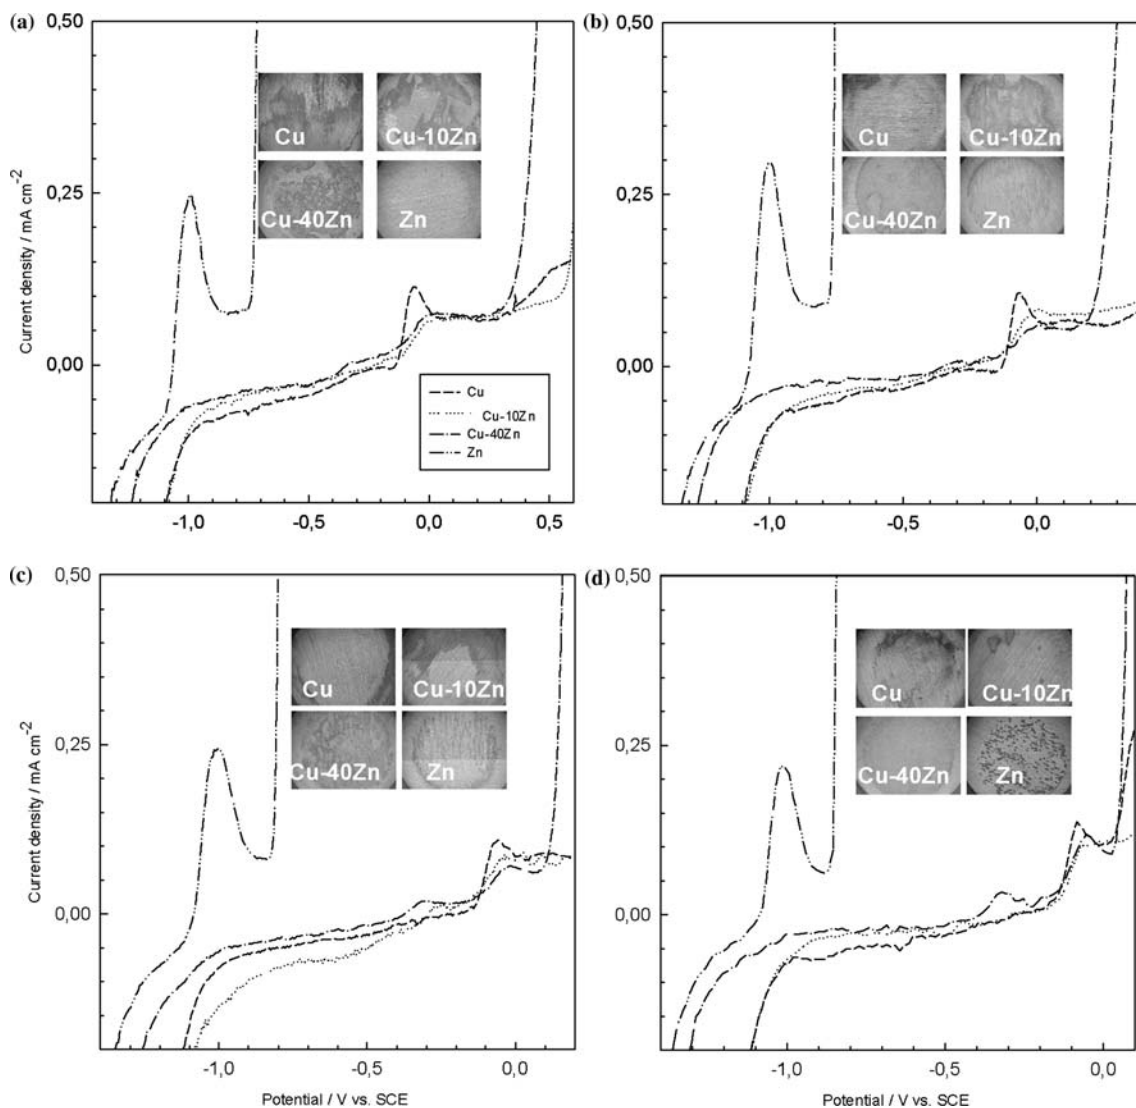 (a)
0,50
0,25
0,00
Current density / mA cm-2
Cu
Cu-10Zn
Cu-40Zn
Zn
Cu
Cu-10Zn
Cu-40Zn
Zn
-1,0 -0,5 0,0 0,5
(b)
0,50
0,25
0,00
Cu
Cu-10Zn
Cu-40Zn
Zn
-1,0 -0,5 0,0
(c)
0,50
0,25
0,00
Current density / mA cm-2
Cu
Cu-10Zn
Cu-40Zn
Zn
-1,0 -0,5 0,0
Potential / V vs. SCE
(d)
0,50
0,25
0,00
Cu
Cu-10Zn
Cu-40Zn
Zn
-1,0 -0,5 0,0
Potential / V vs. SCE